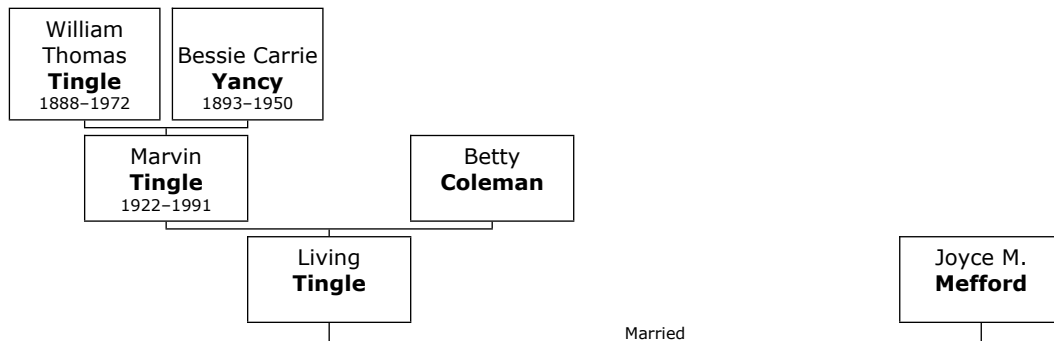 William
Thomas
Tingle
1888–1972
Bessie Carrie
Yancy
1893–1950
Marvin
Tingle
1922–1991
Betty
Coleman
Living
Tingle
Joyce M.
Mefford
Married